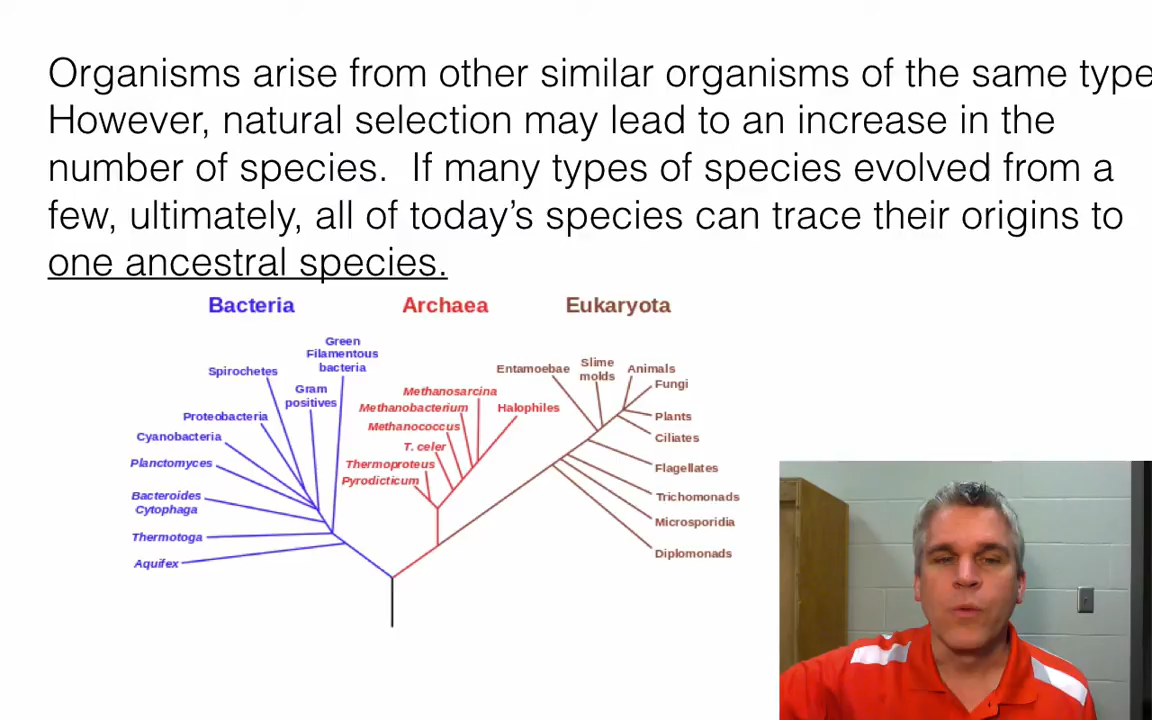 Organisms arise from other similar organisms of the same type
However, natural selection may lead to an increase in the
number of species.  If many types of species evolved from a
few, ultimately, all of today’s species can trace their origins to
one ancestral species.
Bacteria
Archaea
Eukaryota
Green
Filamentous
bacteria
Spirochetes
Gram
positives
Proteobacteria
Cyanobacteria
Planctomyces
Bacteroides
Cytophaga
Thermotoga
Aquifex
Methanosarcina
Methanobacterium
Halophiles
Methanococcus
T. celer
Thermoproteus
Pyrodicticum
Entamoebae
Slime
molds
Animals
Fungi
Plants
Ciliates
Flagellates
Trichomonads
Microsporidia
Diplomonads